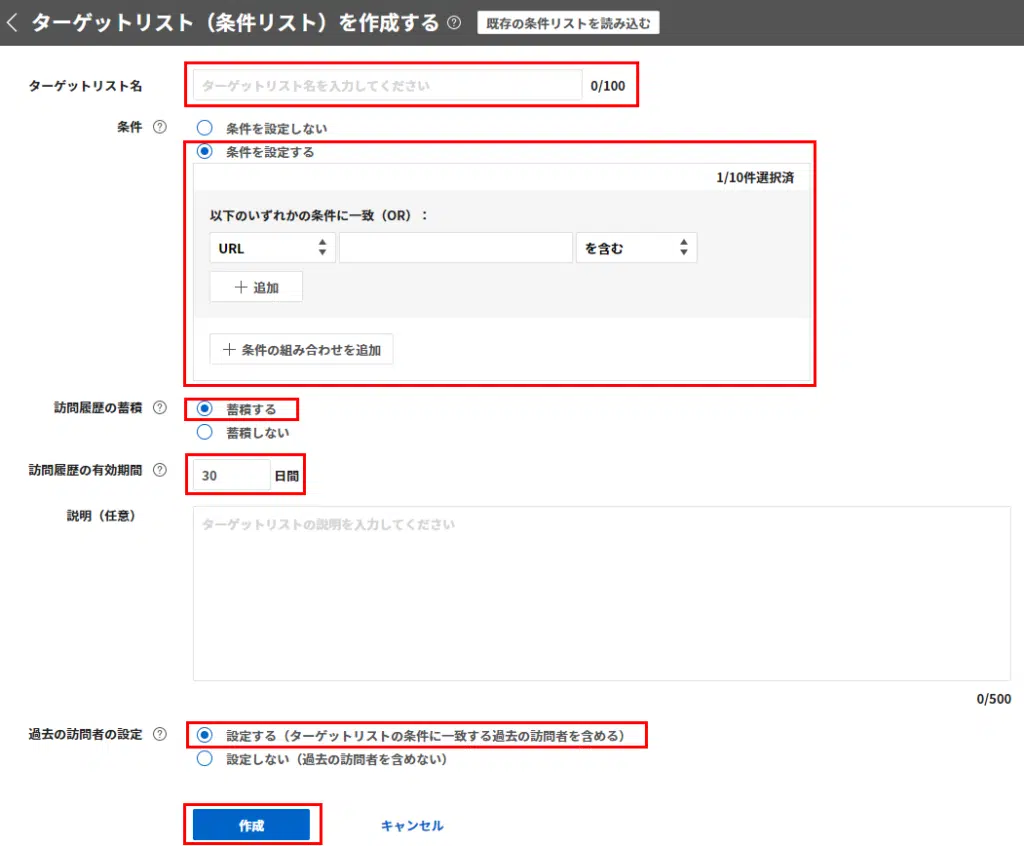 ターゲットリスト（条件リスト）を作成する ? 既存の条件リストを読み込む
ターゲットリスト名 ターゲットリスト名を入力してください 0/100
条件 ? 条件を設定しない
条件を設定する
1/10件選択済
以下のいずれかの条件に一致（OR）：
URL を含む
＋ 追加
＋ 条件の組み合わせを追加
訪問履歴の蓄積 ? 蓄積する
蓄積しない
訪問履歴の有効期間 ? 30 日間
説明（任意） ターゲットリストの説明を入力してください
0/500
過去の訪問者の設定 ? 設定する（ターゲットリストの条件に一致する過去の訪問者を含める）
設定しない（過去の訪問者を含めない）
作成 キャンセル